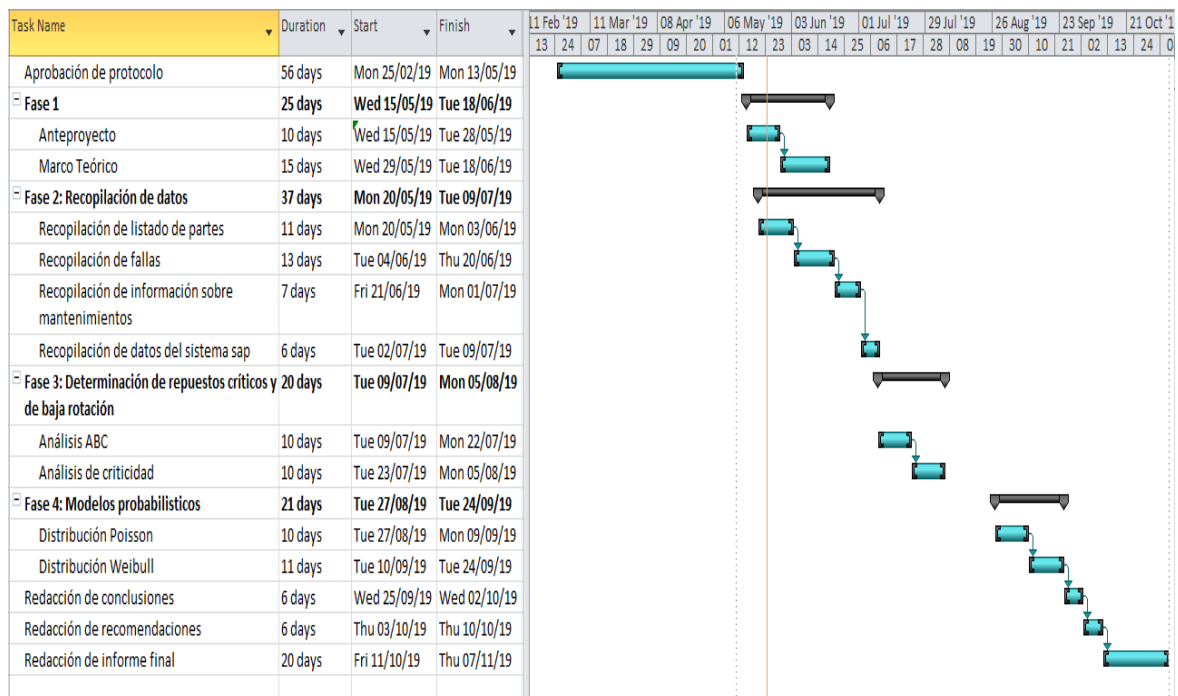 Task Name Duration Start Finish 11 Feb '19 11 Mar '19 08 Apr '19 06 May '19 03 Jun '19 01 Jul '19 29 Jul '19 26 Aug '19 23 Sep '19 21 Oct '1
13 24 07 18 29 09 20 01 12 23 03 14 25 06 17 28 08 19 30 10 21 02 13 24 0
Aprobación de protocolo 56 days Mon 25/02/19 Mon 13/05/19
Fase 1 25 days Wed 15/05/19 Tue 18/06/19
Anteproyecto 10 days Wed 15/05/19 Tue 28/05/19
Marco Teórico 15 days Wed 29/05/19 Tue 18/06/19
Fase 2: Recopilación de datos 37 days Mon 20/05/19 Tue 09/07/19
Recopilación de listado de partes 11 days Mon 20/05/19 Mon 03/06/19
Recopilación de fallas 13 days Tue 04/06/19 Thu 20/06/19
Recopilación de información sobre 7 days Fri 21/06/19 Mon 01/07/19
mantenimientos
Recopilación de datos del sistema sap 6 days Tue 02/07/19 Tue 09/07/19
Fase 3: Determinación de repuestos críticos y 20 days Tue 09/07/19 Mon 05/08/19
de baja rotación
Análisis ABC 10 days Tue 09/07/19 Mon 22/07/19
Análisis de criticidad 10 days Tue 23/07/19 Mon 05/08/19
Fase 4: Modelos probabilisticos 21 days Tue 27/08/19 Tue 24/09/19
Distribución Poisson 10 days Tue 27/08/19 Mon 09/09/19
Distribución Weibull 11 days Tue 10/09/19 Tue 24/09/19
Redacción de conclusiones 6 days Wed 25/09/19 Wed 02/10/19
Redacción de recomendaciones 6 days Thu 03/10/19 Thu 10/10/19
Redacción de informe final 20 days Fri 11/10/19 Thu 07/11/19